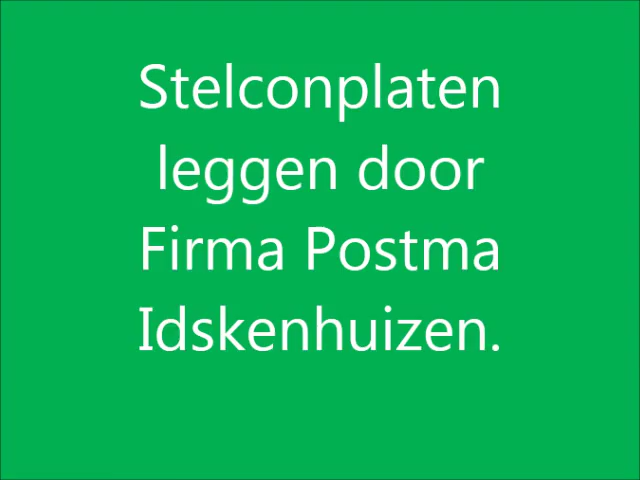 Stelconplaten
leggen door
Firma Postma
Idskenhuizen.